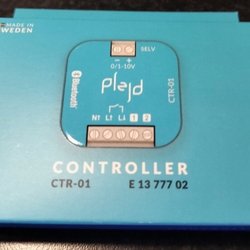 MADE IN
SWEDEN
SELV
− +
0/1-10V
Bluetooth
plejd
CTR-01
N↑ L↑ L↓ 1 2
CONTROLLER
CTR-01 E 13 777 02